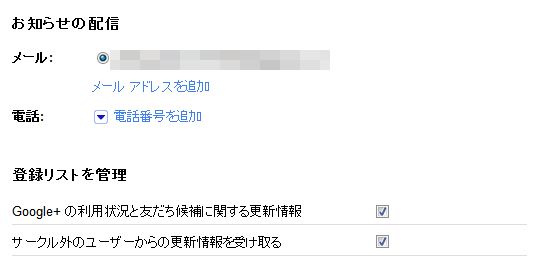 お知らせの配信
メール:
メール アドレスを追加
電話: 電話番号を追加
登録リストを管理
Google+ の利用状況と友だち候補に関する更新情報
サークル外のユーザーからの更新情報を受け取る